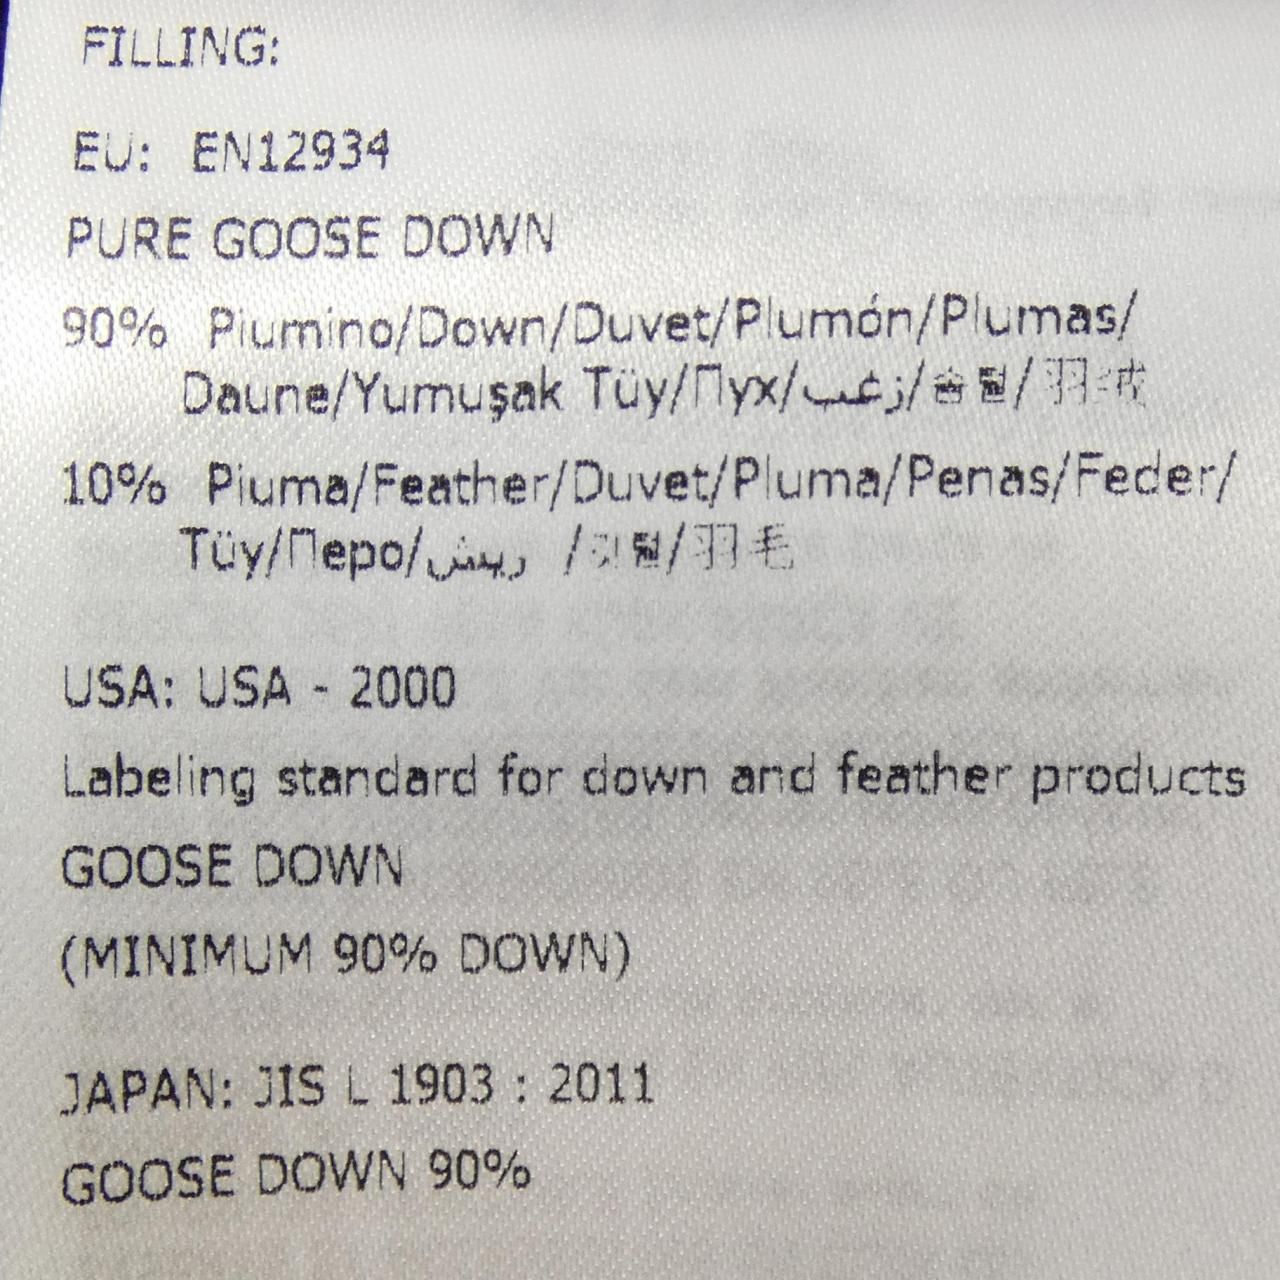 FILLING:
EU: EN12934
PURE GOOSE DOWN
90% Piumino/Down/Duvet/Plumón/Plumas/
Daune/Yumuşak Tüy/Пух/زغب/솜털/羽绒
10% Piuma/Feather/Duvet/Pluma/Penas/Feder/
Tüy/Перо/ريش /깃털/羽毛
USA: USA - 2000
Labeling standard for down and feather products
GOOSE DOWN
(MINIMUM 90% DOWN)
JAPAN: JIS L 1903 : 2011
GOOSE DOWN 90%